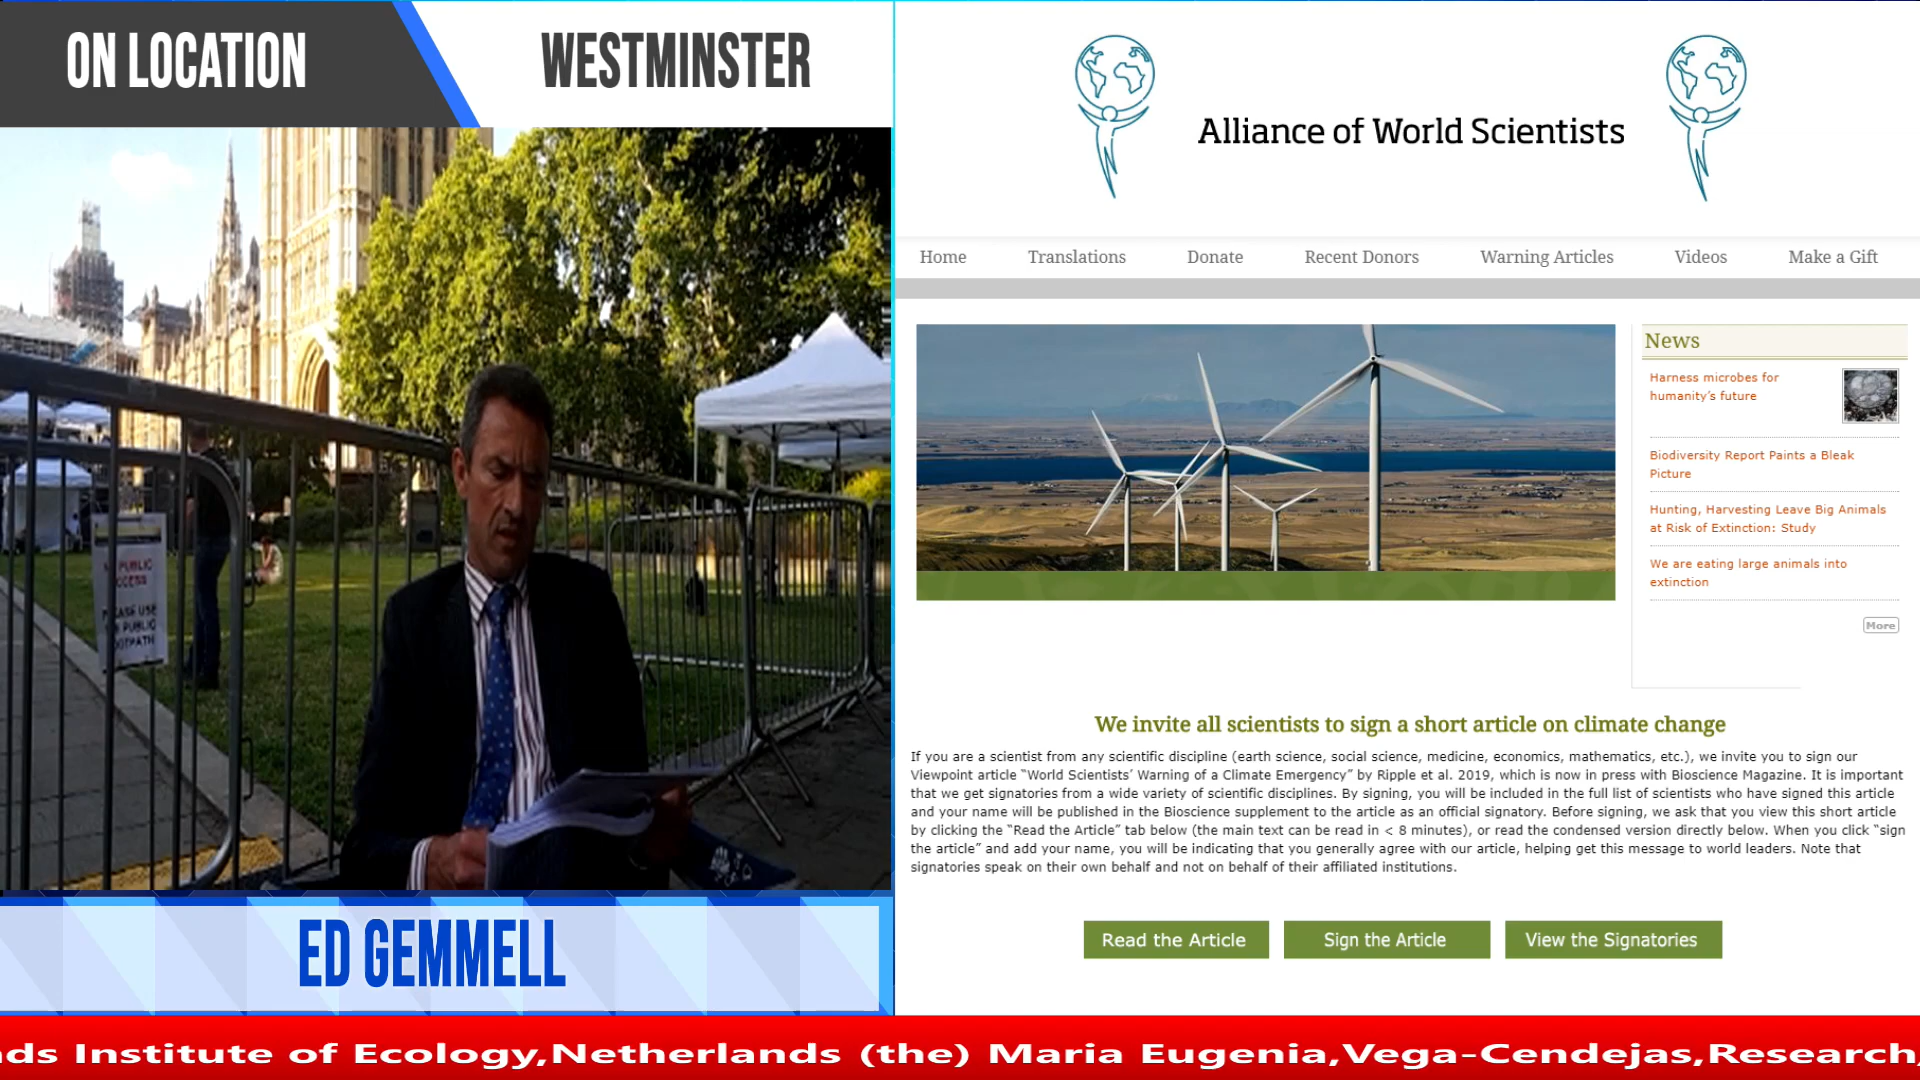 ON LOCATION
WESTMINSTER
Alliance of World Scientists
Home Translations Donate Recent Donors Warning Articles Videos Make a Gift
News
Harness microbes for
humanity's future
Biodiversity Report Paints a Bleak
Picture
Hunting, Harvesting Leave Big Animals
at Risk of Extinction: Study
We are eating large animals into
extinction
More
PUBLIC
ACCESS
PLEASE USE
PUBLIC
FOOTPATH
We invite all scientists to sign a short article on climate change
If you are a scientist from any scientific discipline (earth science, social science, medicine, economics, mathematics, etc.), we invite you to sign our
Viewpoint article "World Scientists' Warning of a Climate Emergency" by Ripple et al. 2019, which is now in press with Bioscience Magazine. It is important
that we get signatories from a wide variety of scientific disciplines. By signing, you will be included in the full list of scientists who have signed this article
and your name will be published in the Bioscience supplement to the article as an official signatory. Before signing, we ask that you view this short article
by clicking the "Read the Article" tab below (the main text can be read in < 8 minutes), or read the condensed version directly below. When you click "sign
the article" and add your name, you will be indicating that you generally agree with our article, helping get this message to world leaders. Note that
signatories speak on their own behalf and not on behalf of their affiliated institutions.
Read the Article Sign the Article View the Signatories
ED GEMMELL
nds Institute of Ecology,Netherlands (the) Maria Eugenia,Vega-Cendejas,Research,